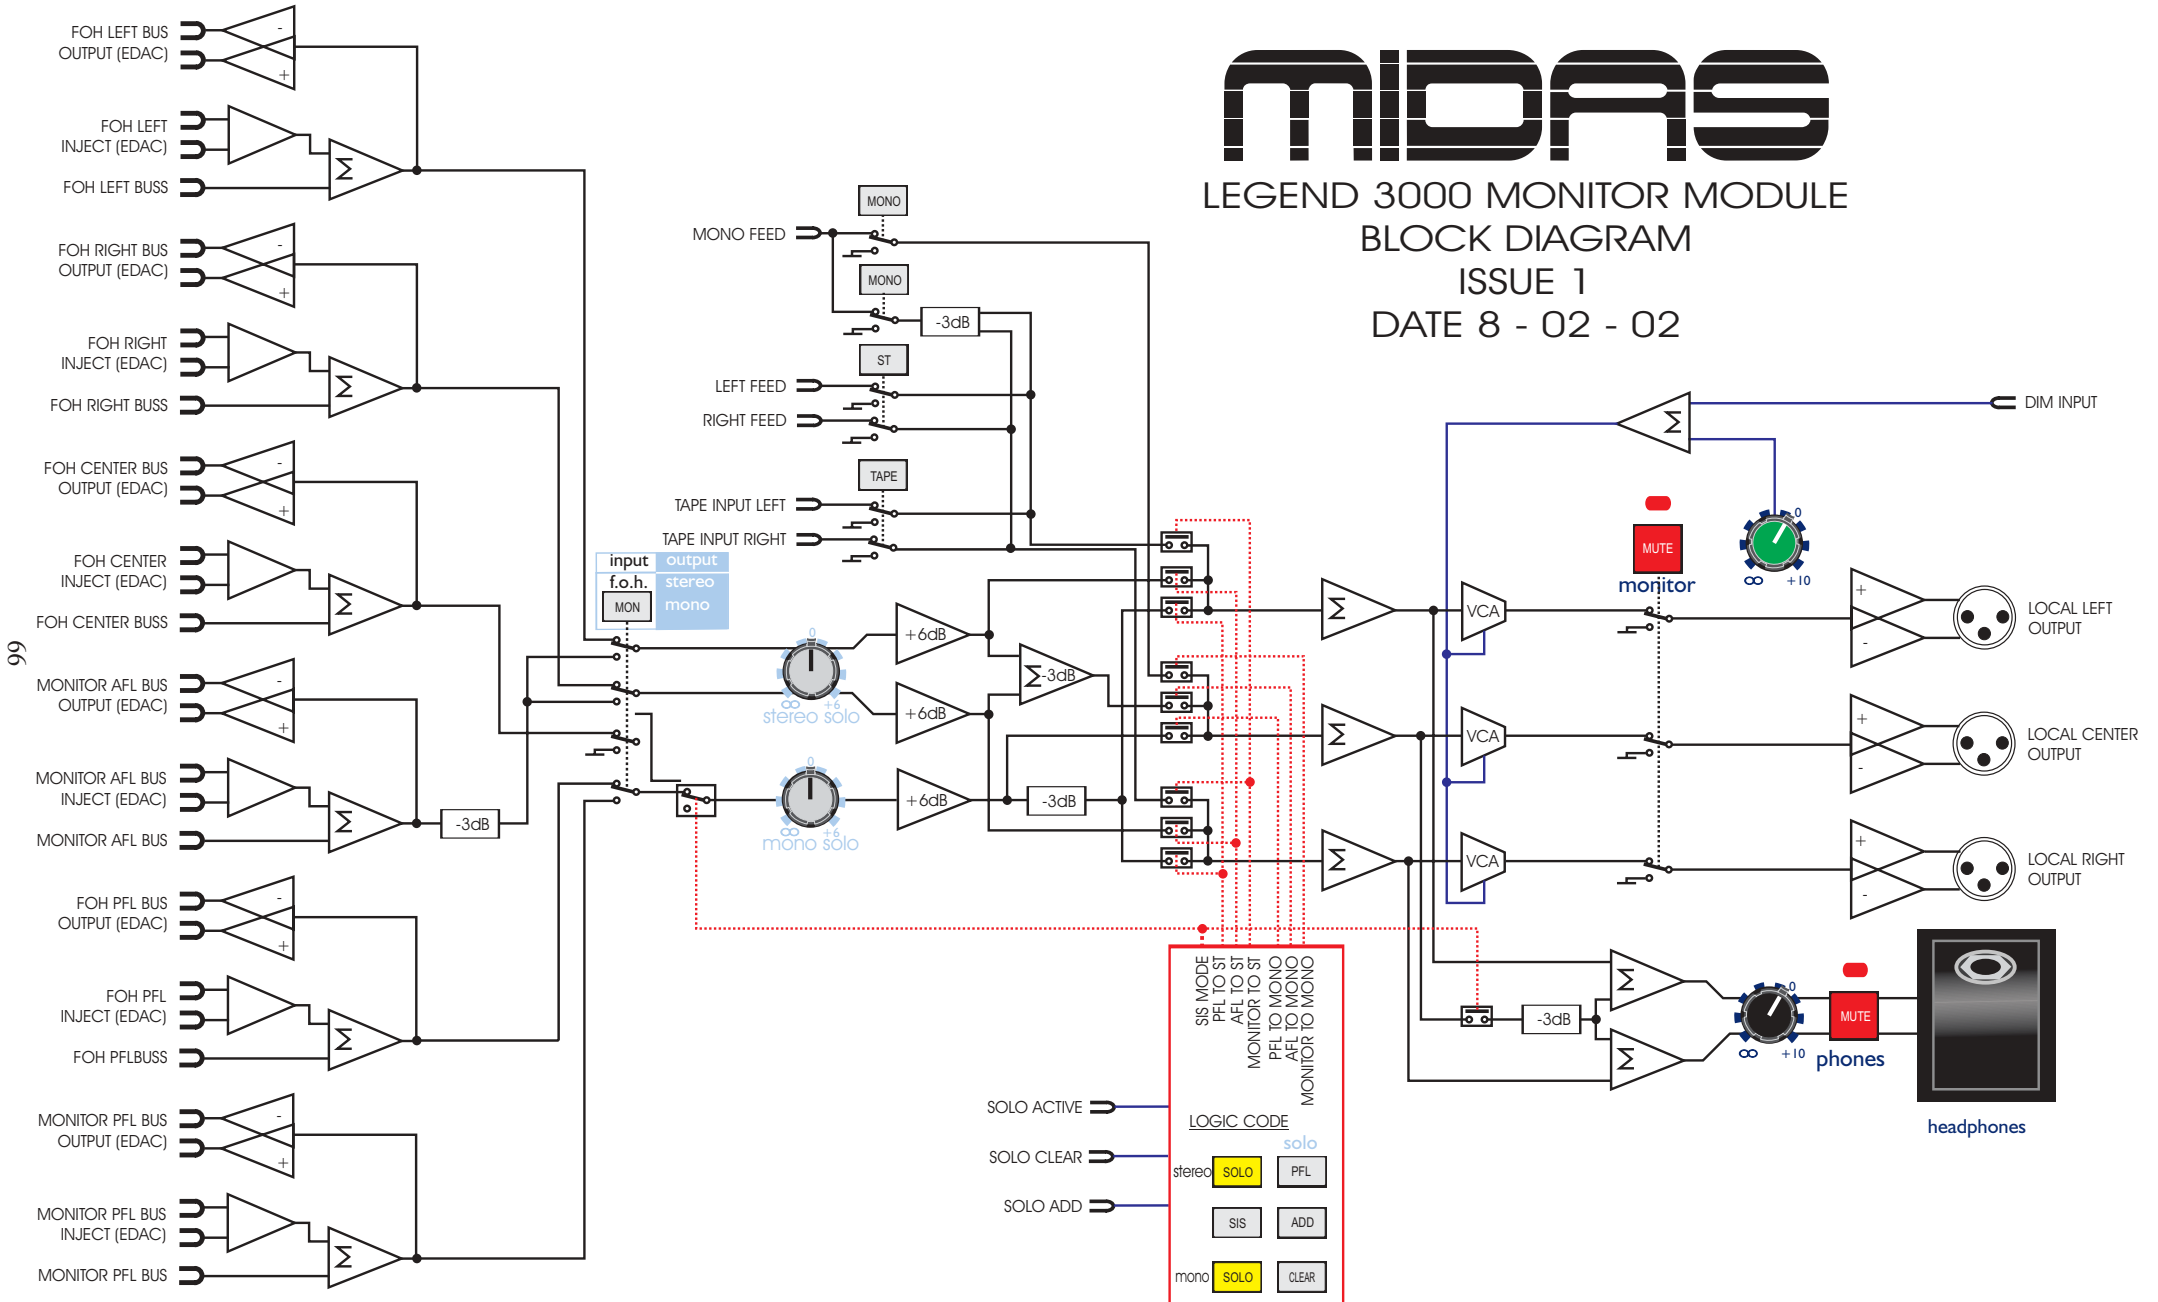 MIDAS
LEGEND 3000 MONITOR MODULE
BLOCK DIAGRAM
ISSUE 1
DATE 8 - 02 - 02
FOH LEFT BUS
OUTPUT (EDAC)
-
+
FOH LEFT
INJECT (EDAC)
Σ
FOH LEFT BUSS
FOH RIGHT BUS
OUTPUT (EDAC)
-
+
FOH RIGHT
INJECT (EDAC)
Σ
FOH RIGHT BUSS
FOH CENTER BUS
OUTPUT (EDAC)
-
+
FOH CENTER
INJECT (EDAC)
Σ
FOH CENTER BUSS
MONITOR AFL BUS
OUTPUT (EDAC)
-
+
MONITOR AFL BUS
INJECT (EDAC)
Σ
-3dB
MONITOR AFL BUS
FOH PFL BUS
OUTPUT (EDAC)
-
+
FOH PFL
INJECT (EDAC)
Σ
FOH PFLBUSS
MONITOR PFL BUS
OUTPUT (EDAC)
-
+
MONITOR PFL BUS
INJECT (EDAC)
Σ
MONITOR PFL BUS
99
MONO
MONO FEED
MONO
-3dB
ST
LEFT FEED
RIGHT FEED
TAPE
TAPE INPUT LEFT
TAPE INPUT RIGHT
input output
f.o.h. stereo
MON mono
0
∞ +6
stereo solo
0
∞ +6
mono solo
+6dB
+6dB
+6dB
Σ -3dB
-3dB
Σ
Σ
Σ
VCA
VCA
VCA
Σ
DIM INPUT
MUTE
monitor
0
∞ +10
+
-
LOCAL LEFT
OUTPUT
+
-
LOCAL CENTER
OUTPUT
+
-
LOCAL RIGHT
OUTPUT
-3dB
Σ
Σ
0
∞ +10
MUTE
phones
headphones
SIS MODE
PFL TO ST
AFL TO ST
MONITOR TO ST
PFL TO MONO
AFL TO MONO
MONITOR TO MONO
SOLO ACTIVE
SOLO CLEAR
SOLO ADD
LOGIC CODE
solo
stereo SOLO PFL
SIS ADD
mono SOLO CLEAR